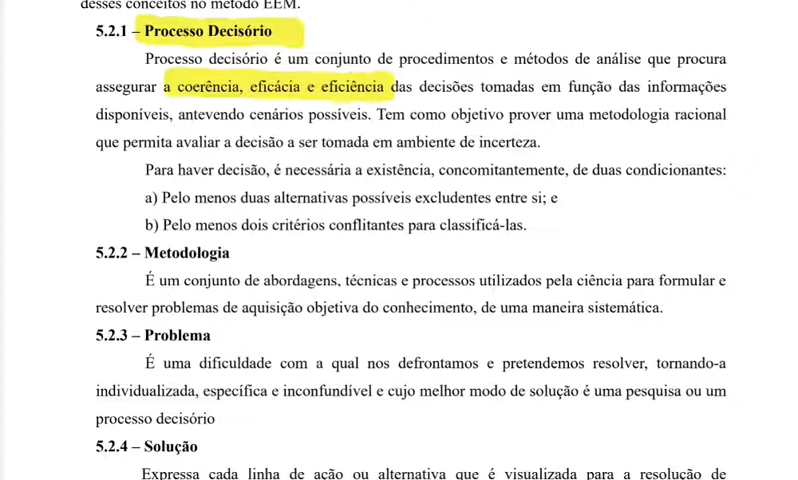 desses conceitos no método EEM.
5.2.1 – Processo Decisório
Processo decisório é um conjunto de procedimentos e métodos de análise que procura
assegurar a coerência, eficácia e eficiência das decisões tomadas em função das informações
disponíveis, antevendo cenários possíveis. Tem como objetivo prover uma metodologia racional
que permita avaliar a decisão a ser tomada em ambiente de incerteza.
Para haver decisão, é necessária a existência, concomitantemente, de duas condicionantes:
a) Pelo menos duas alternativas possíveis excludentes entre si; e
b) Pelo menos dois critérios conflitantes para classificá-las.
5.2.2 – Metodologia
É um conjunto de abordagens, técnicas e processos utilizados pela ciência para formular e
resolver problemas de aquisição objetiva do conhecimento, de uma maneira sistemática.
5.2.3 – Problema
É uma dificuldade com a qual nos defrontamos e pretendemos resolver, tornando-a
individualizada, específica e inconfundível e cujo melhor modo de solução é uma pesquisa ou um
processo decisório
5.2.4 – Solução
Expressa cada linha de ação ou alternativa que é visualizada para a resolução de